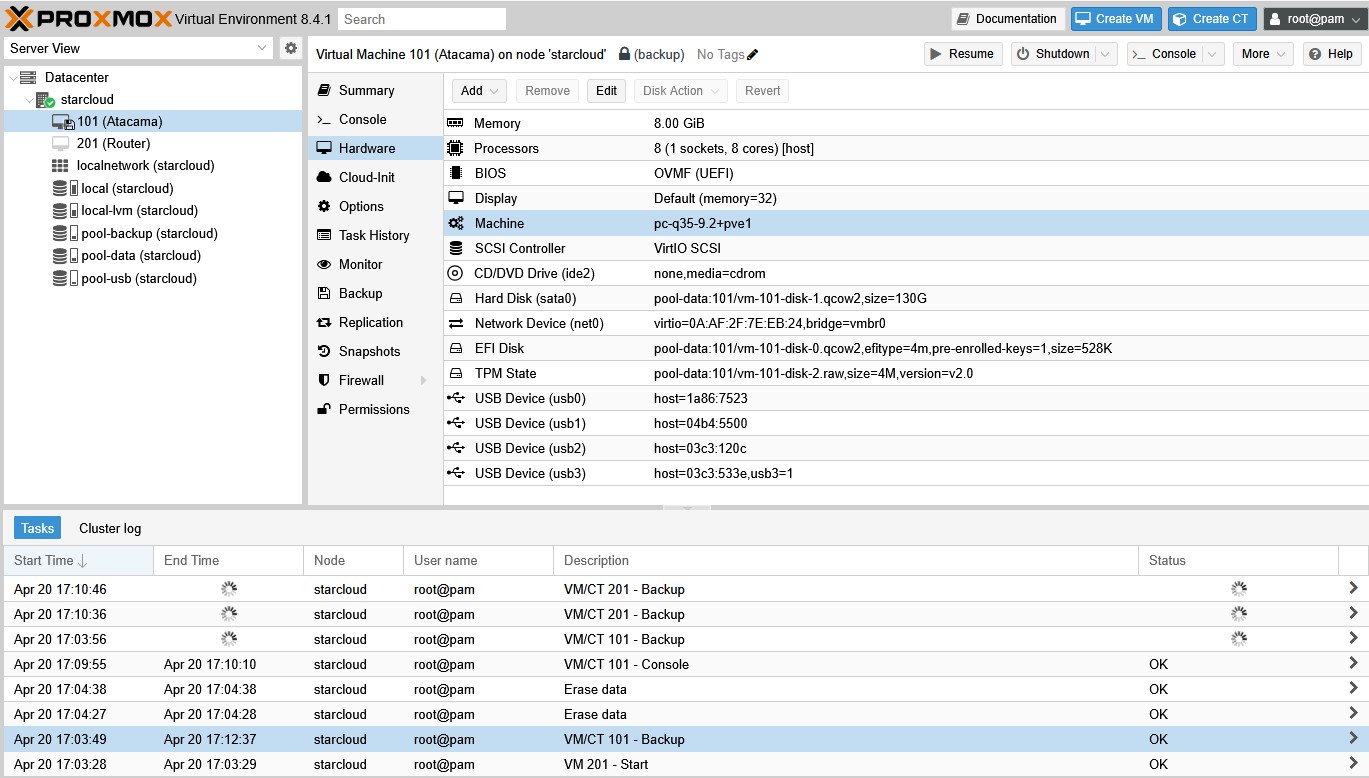 PROXMOX Virtual Environment 8.4.1 Search Documentation Create VM Create CT root@pam
Server View
Datacenter
starcloud
101 (Atacama)
201 (Router)
localnetwork (starcloud)
local (starcloud)
local-lvm (starcloud)
pool-backup (starcloud)
pool-data (starcloud)
pool-usb (starcloud)
Virtual Machine 101 (Atacama) on node 'starcloud' (backup) No Tags Resume Shutdown Console More Help
Summary
Console
Hardware
Cloud-Init
Options
Task History
Monitor
Backup
Replication
Snapshots
Firewall
Permissions
Add Remove Edit Disk Action Revert
Memory 8.00 GiB
Processors 8 (1 sockets, 8 cores) [host]
BIOS OVMF (UEFI)
Display Default (memory=32)
Machine pc-q35-9.2+pve1
SCSI Controller VirtIO SCSI
CD/DVD Drive (ide2) none,media=cdrom
Hard Disk (sata0) pool-data:101/vm-101-disk-1.qcow2,size=130G
Network Device (net0) virtio=0A:AF:2F:7E:EB:24,bridge=vmbr0
EFI Disk pool-data:101/vm-101-disk-0.qcow2,efitype=4m,pre-enrolled-keys=1,size=528K
TPM State pool-data:101/vm-101-disk-2.raw,size=4M,version=v2.0
USB Device (usb0) host=1a86:7523
USB Device (usb1) host=04b4:5500
USB Device (usb2) host=03c3:120c
USB Device (usb3) host=03c3:533e,usb3=1
Tasks Cluster log
Start Time End Time Node User name Description Status
Apr 20 17:10:46 starcloud root@pam VM/CT 201 - Backup
Apr 20 17:10:36 starcloud root@pam VM/CT 201 - Backup
Apr 20 17:03:56 starcloud root@pam VM/CT 101 - Backup
Apr 20 17:09:55 Apr 20 17:10:10 starcloud root@pam VM/CT 101 - Console OK
Apr 20 17:04:38 Apr 20 17:04:38 starcloud root@pam Erase data OK
Apr 20 17:04:27 Apr 20 17:04:28 starcloud root@pam Erase data OK
Apr 20 17:03:49 Apr 20 17:12:37 starcloud root@pam VM/CT 101 - Backup OK
Apr 20 17:03:28 Apr 20 17:03:29 starcloud root@pam VM 201 - Start OK